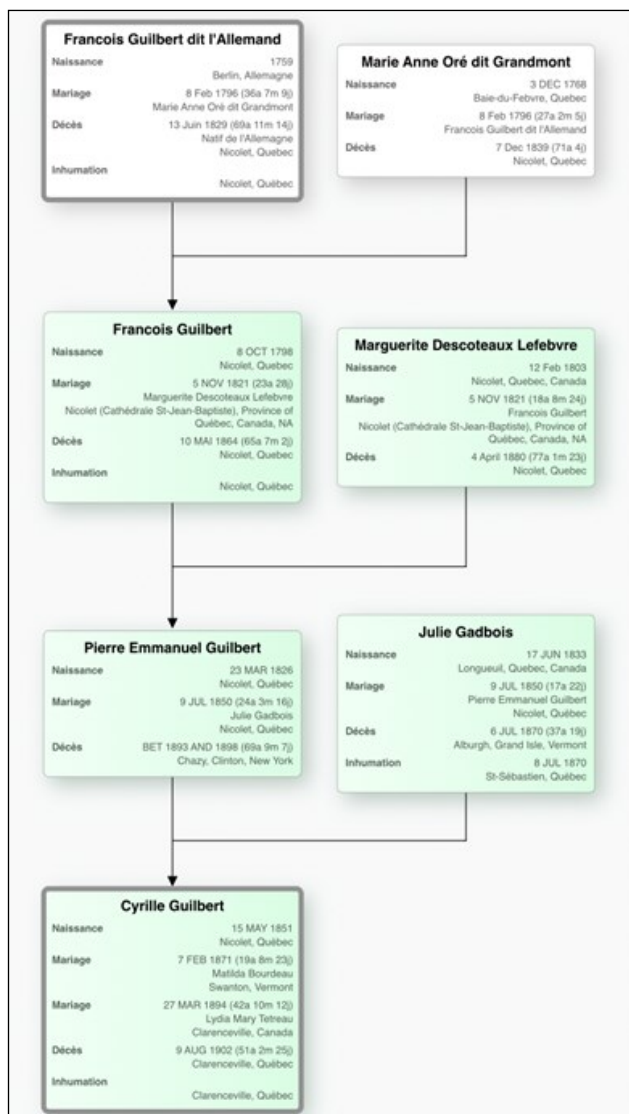 Francois Guilbert dit l'Allemand
Naissance 1759
Berlin, Allemagne
Mariage 8 Feb 1796 (36a 7m 9j)
Marie Anne Oré dit Grandmont
Décès 13 Juin 1829 (69a 11m 14j)
Natif de l'Allemagne
Nicolet, Quebec
Inhumation
Nicolet, Québec
Marie Anne Oré dit Grandmont
Naissance 3 DEC 1768
Baie-du-Febvre, Quebec
Mariage 8 Feb 1796 (27a 2m 5j)
Francois Guilbert dit l'Allemand
Décès 7 Dec 1839 (71a 4j)
Nicolet, Quebec
Francois Guilbert
Naissance 8 OCT 1798
Nicolet, Quebec
Mariage 5 NOV 1821 (23a 28j)
Marguerite Descoteaux Lefebvre
Nicolet (Cathédrale St-Jean-Baptiste), Province of
Québec, Canada, NA
Décès 10 MAI 1864 (65a 7m 2j)
Nicolet, Quebec
Inhumation
Nicolet, Québec
Marguerite Descoteaux Lefebvre
Naissance 12 Feb 1803
Nicolet, Quebec, Canada
Mariage 5 NOV 1821 (18a 8m 24j)
Francois Guilbert
Nicolet (Cathédrale St-Jean-Baptiste), Province of
Québec, Canada, NA
Décès 4 April 1880 (77a 1m 23j)
Nicolet, Quebec
Pierre Emmanuel Guilbert
Naissance 23 MAR 1826
Nicolet, Québec
Mariage 9 JUL 1850 (24a 3m 16j)
Julie Gadbois
Nicolet, Québec
Décès BET 1893 AND 1898 (69a 9m 7j)
Chazy, Clinton, New York
Julie Gadbois
Naissance 17 JUN 1833
Longueuil, Quebec, Canada
Mariage 9 JUL 1850 (17a 22j)
Pierre Emmanuel Guilbert
Nicolet, Québec
Décès 6 JUL 1870 (37a 19j)
Alburgh, Grand Isle, Vermont
Inhumation 8 JUL 1870
St-Sébastien, Québec
Cyrille Guilbert
Naissance 15 MAY 1851
Nicolet, Québec
Mariage 7 FEB 1871 (19a 8m 23j)
Matilda Bourdeau
Swanton, Vermont
Mariage 27 MAR 1894 (42a 10m 12j)
Lydia Mary Tetreau
Clarenceville, Canada
Décès 9 AUG 1902 (51a 2m 25j)
Clarenceville, Québec
Inhumation
Clarenceville, Québec